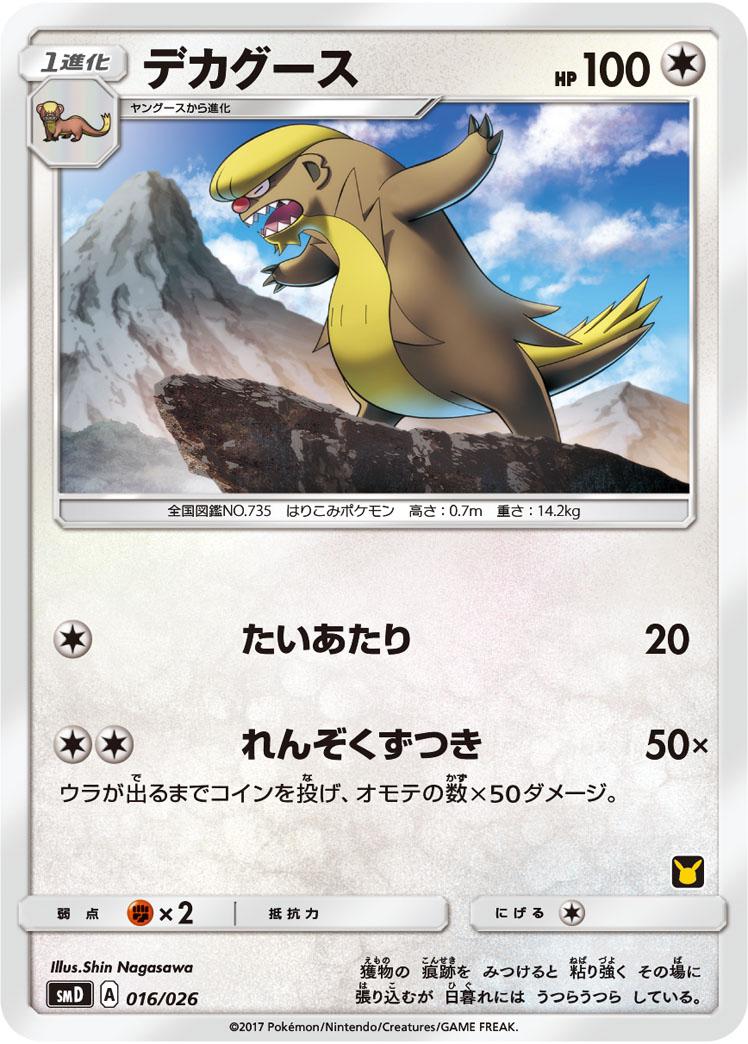 1進化 デカグース HP 100
ヤングースから進化
全国図鑑NO.735 はりこみポケモン 高さ：0.7m 重さ：14.2kg
たいあたり 20
れんぞくずつき 50×
ウラが出るまでコインを投げ、オモテの数×50ダメージ。
弱点 ×2 抵抗力 にげる
Illus.Shin Nagasawa
SMD A 016/026
獲物の 痕跡を みつけると 粘り強く その場に
張り込むが 日暮れには うつらうつら している。
©2017 Pokémon/Nintendo/Creatures/GAME FREAK.